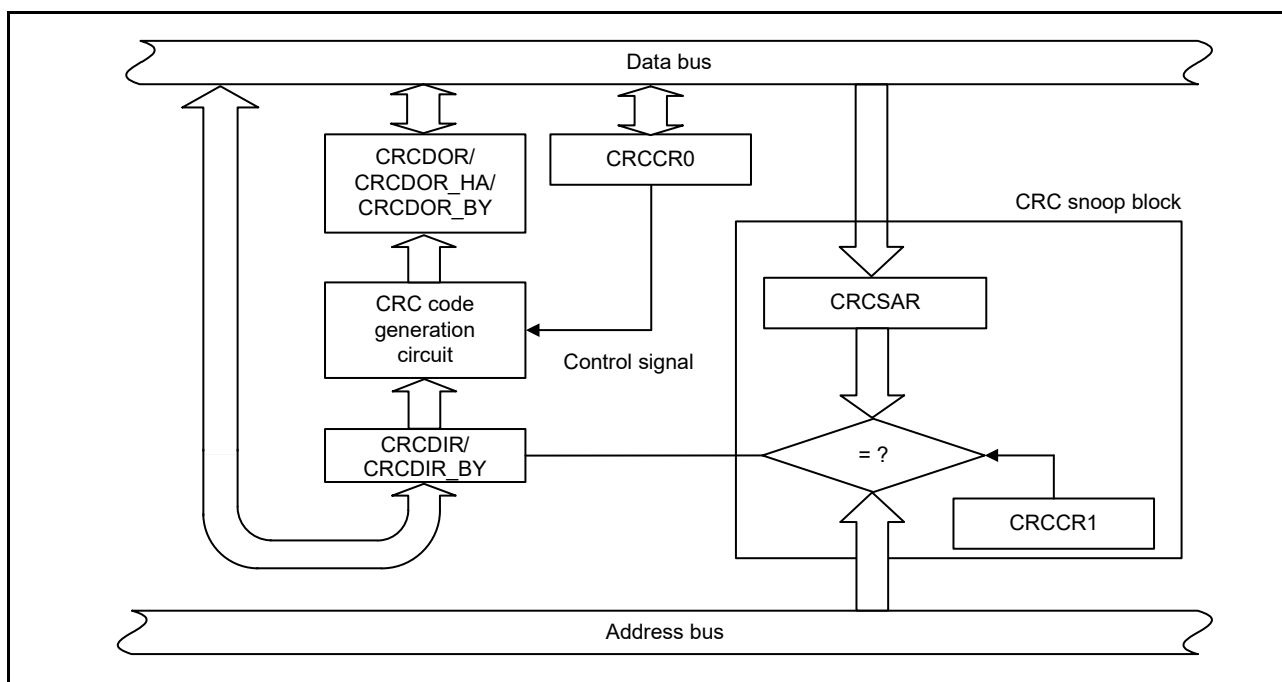 Data bus
CRCDOR/
CRCDOR_HA/
CRCDOR_BY
CRCCR0
CRC snoop block
CRCSAR
CRC code
generation
circuit
Control signal
CRCDIR/
CRCDIR_BY
= ?
CRCCR1
Address bus